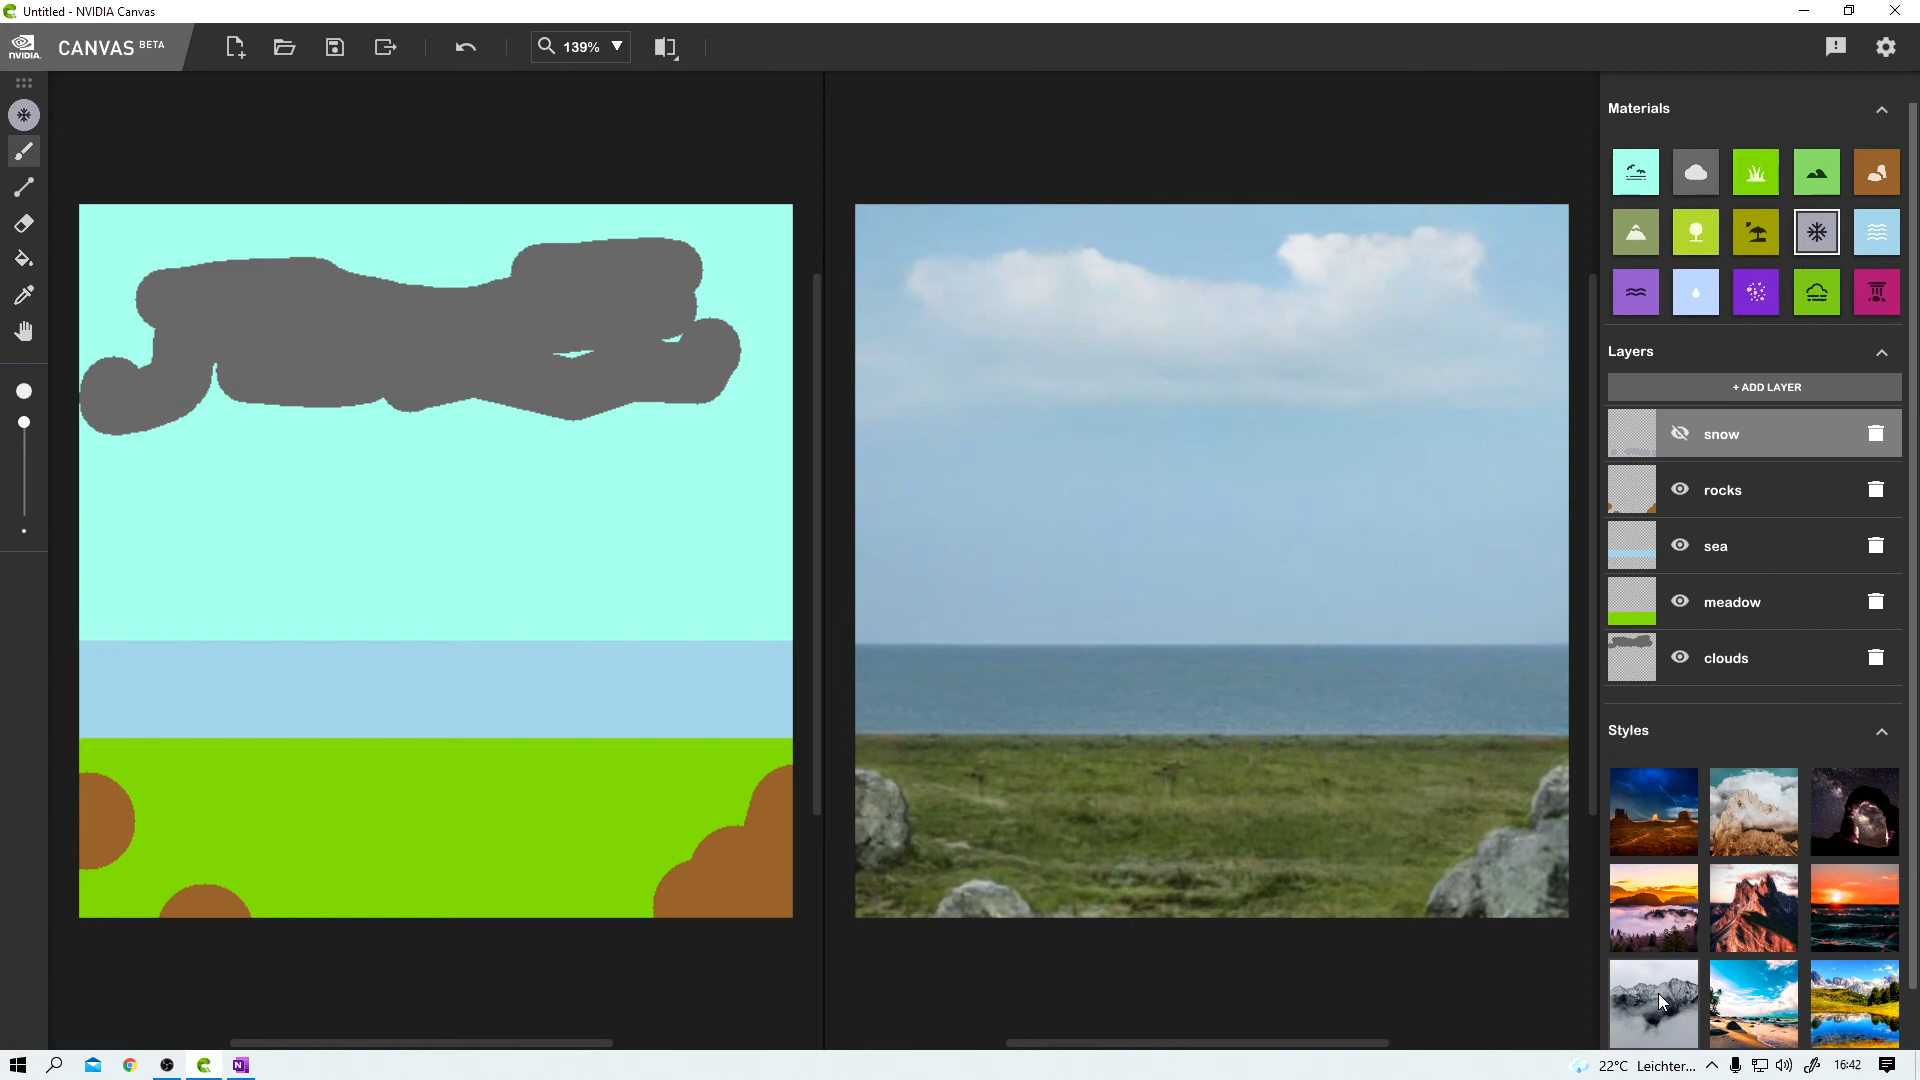 Untitled - NVIDIA Canvas
NVIDIA.
CANVAS BETA
139%
Materials
Layers
+ ADD LAYER
snow
rocks
sea
meadow
clouds
Styles
22°C Leichter...
16:42